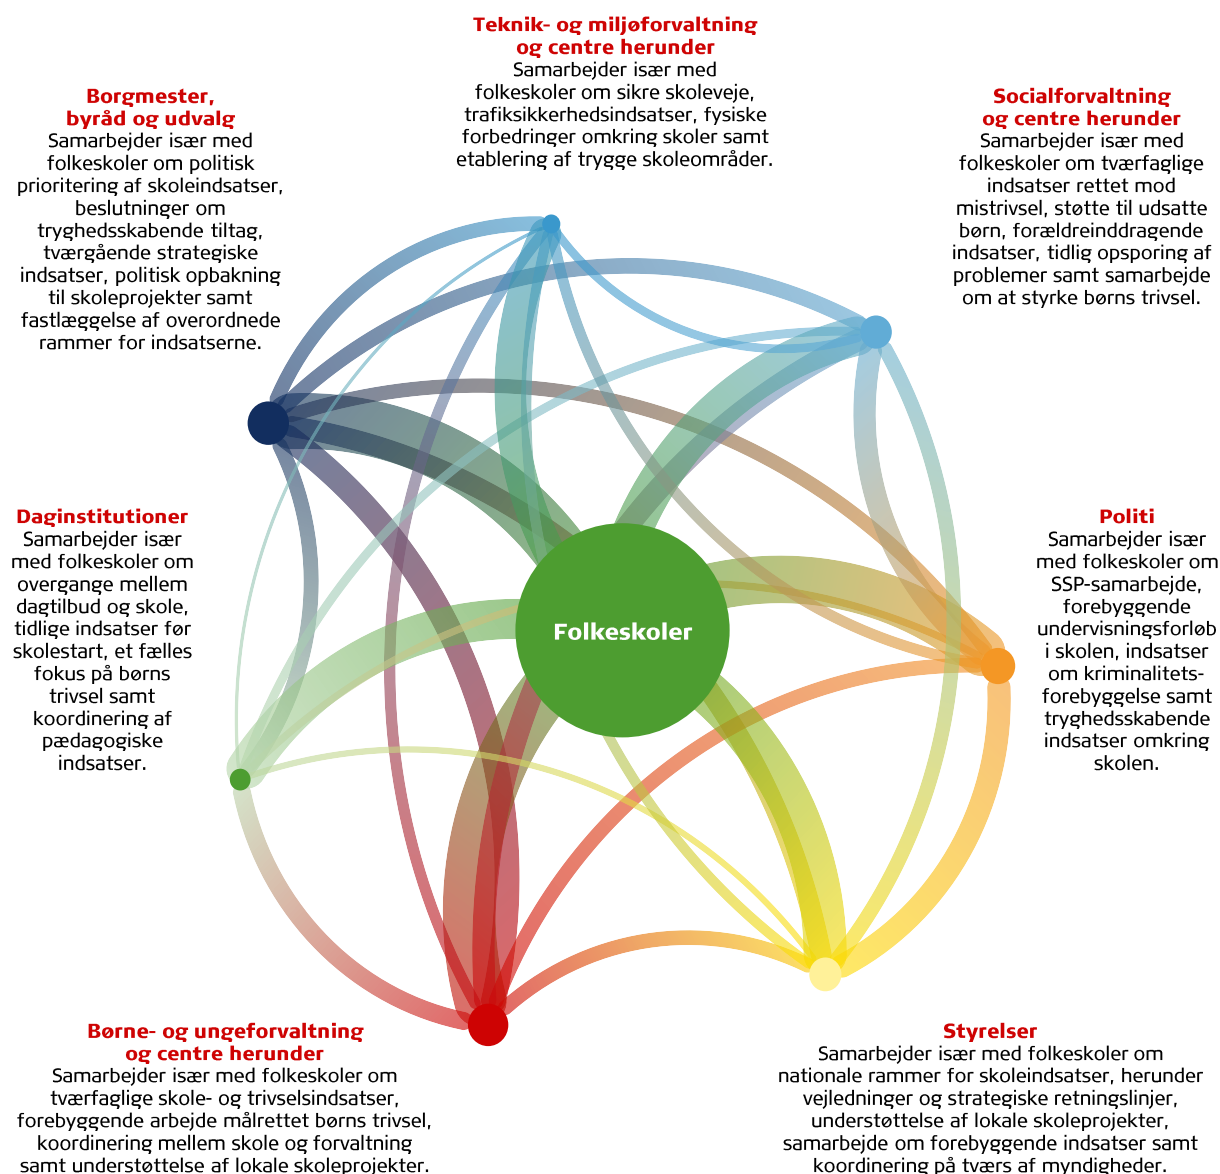 Teknik- og miljøforvaltning
og centre herunder
Samarbejder især med
folkeskoler om sikre skoleveje,
trafiksikkerhedsindsatser, fysiske
forbedringer omkring skoler samt
etablering af trygge skoleområder.
Borgmester,
byråd og udvalg
Samarbejder især med
folkeskoler om politisk
prioritering af skoleindsatser,
beslutninger om
tryghedsskabende tiltag,
tværgående strategiske
indsatser, politisk opbakning
til skoleprojekter samt
fastlæggelse af overordnede
rammer for indsatserne.
Socialforvaltning
og centre herunder
Samarbejder især med
folkeskoler om tværfaglige
indsatser rettet mod
mistrivsel, støtte til udsatte
børn, forældreinddragende
indsatser, tidlig opsporing af
problemer samt samarbejde
om at styrke børns trivsel.
Daginstitutioner
Samarbejder især
med folkeskoler om
overgange mellem
dagtilbud og skole,
tidlige indsatser før
skolestart, et fælles
fokus på børns
trivsel samt
koordinering af
pædagogiske
indsatser.
Folkeskoler
Politi
Samarbejder især
med folkeskoler om
SSP-samarbejde,
forebyggende
undervisningsforløb
i skolen, indsatser
om kriminalitets-
forebyggelse samt
tryghedsskabende
indsatser omkring
skolen.
Børne- og ungeforvaltning
og centre herunder
Samarbejder især med folkeskoler om
tværfaglige skole- og trivselsindsatser,
forebyggende arbejde målrettet børns trivsel,
koordinering mellem skole og forvaltning
samt understøttelse af lokale skoleprojekter.
Styrelser
Samarbejder især med folkeskoler om
nationale rammer for skoleindsatser, herunder
vejledninger og strategiske retningslinjer,
understøttelse af lokale skoleprojekter,
samarbejde om forebyggende indsatser samt
koordinering på tværs af myndigheder.